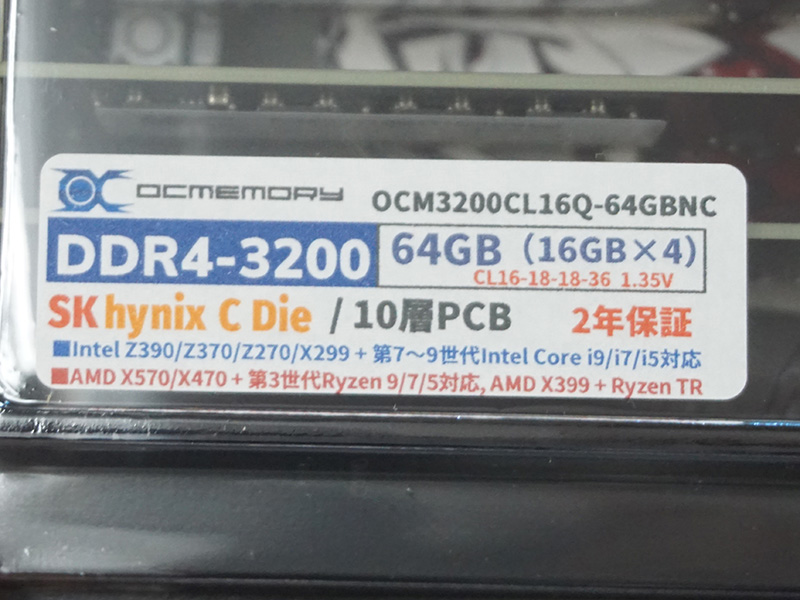 OCMEMORY OCM3200CL16Q-64GBNC
DDR4-3200 64GB（16GB×4）
CL16-18-18-36 1.35V
SK hynix C Die / 10層PCB 2年保証
■Intel Z390/Z370/Z270/X299 + 第7〜9世代Intel Core i9/i7/i5対応
■AMD X570/X470 + 第3世代Ryzen 9/7/5対応, AMD X399 + Ryzen TR